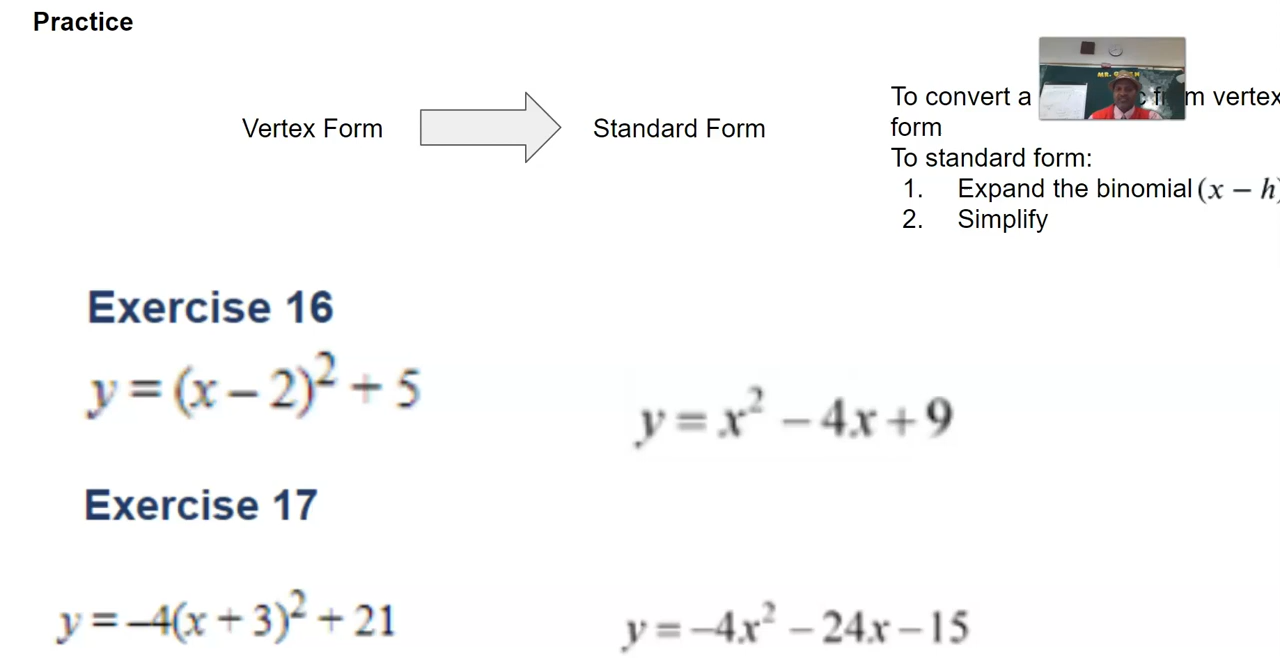 Practice
Vertex Form
Standard Form
To convert a m vertex
form
To standard form:
1. Expand the binomial (x – h)
2. Simplify
Exercise 16
y = (x – 2)² + 5
y = x² – 4x + 9
Exercise 17
y = –4(x + 3)² + 21
y = –4x² – 24x – 15
MR.